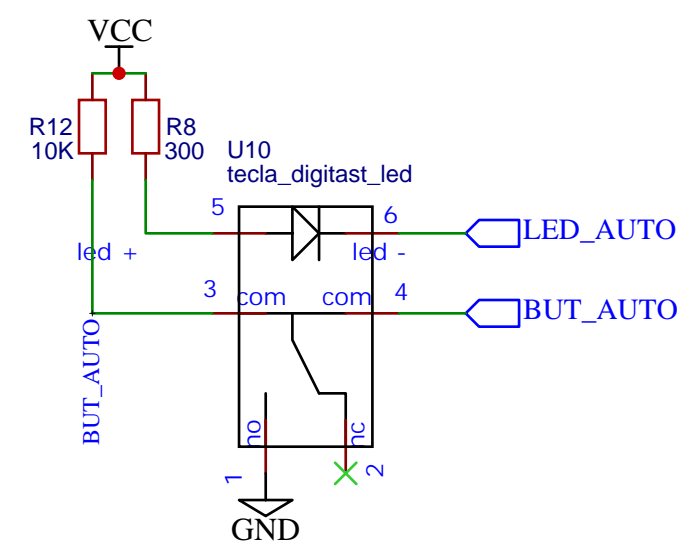 VCC
R12
10K
R8
300
U10
tecla_digitast_led
5
6
led +
led -
LED_AUTO
3
com
com
4
BUT_AUTO
BUT_AUTO
no
nc
1
2
GND